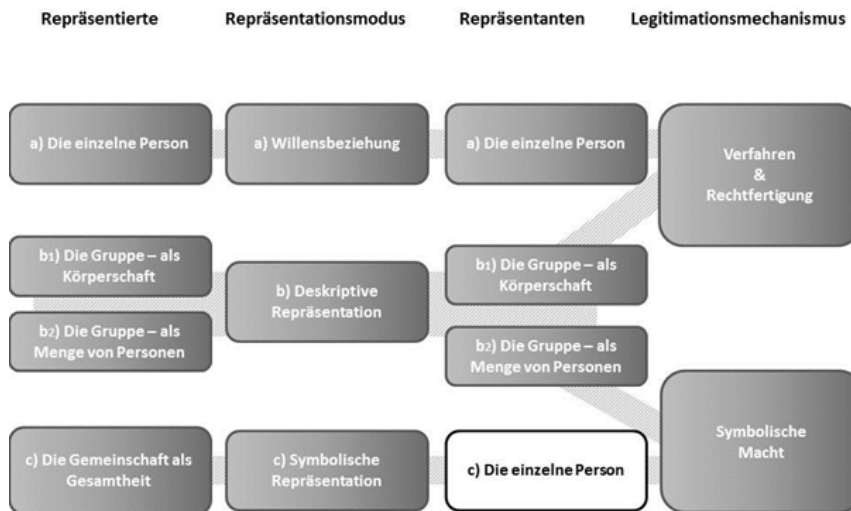 Repräsentierte
Repräsentationsmodus
Repräsentanten
Legitimationsmechanismus
a) Die einzelne Person
a) Willensbeziehung
a) Die einzelne Person
Verfahren
&
Rechtfertigung
b1) Die Gruppe – als
Körperschaft
b2) Die Gruppe – als
Menge von Personen
b) Deskriptive
Repräsentation
b1) Die Gruppe – als
Körperschaft
b2) Die Gruppe – als
Menge von Personen
c) Die Gemeinschaft als
Gesamtheit
c) Symbolische
Repräsentation
c) Die einzelne Person
Symbolische
Macht